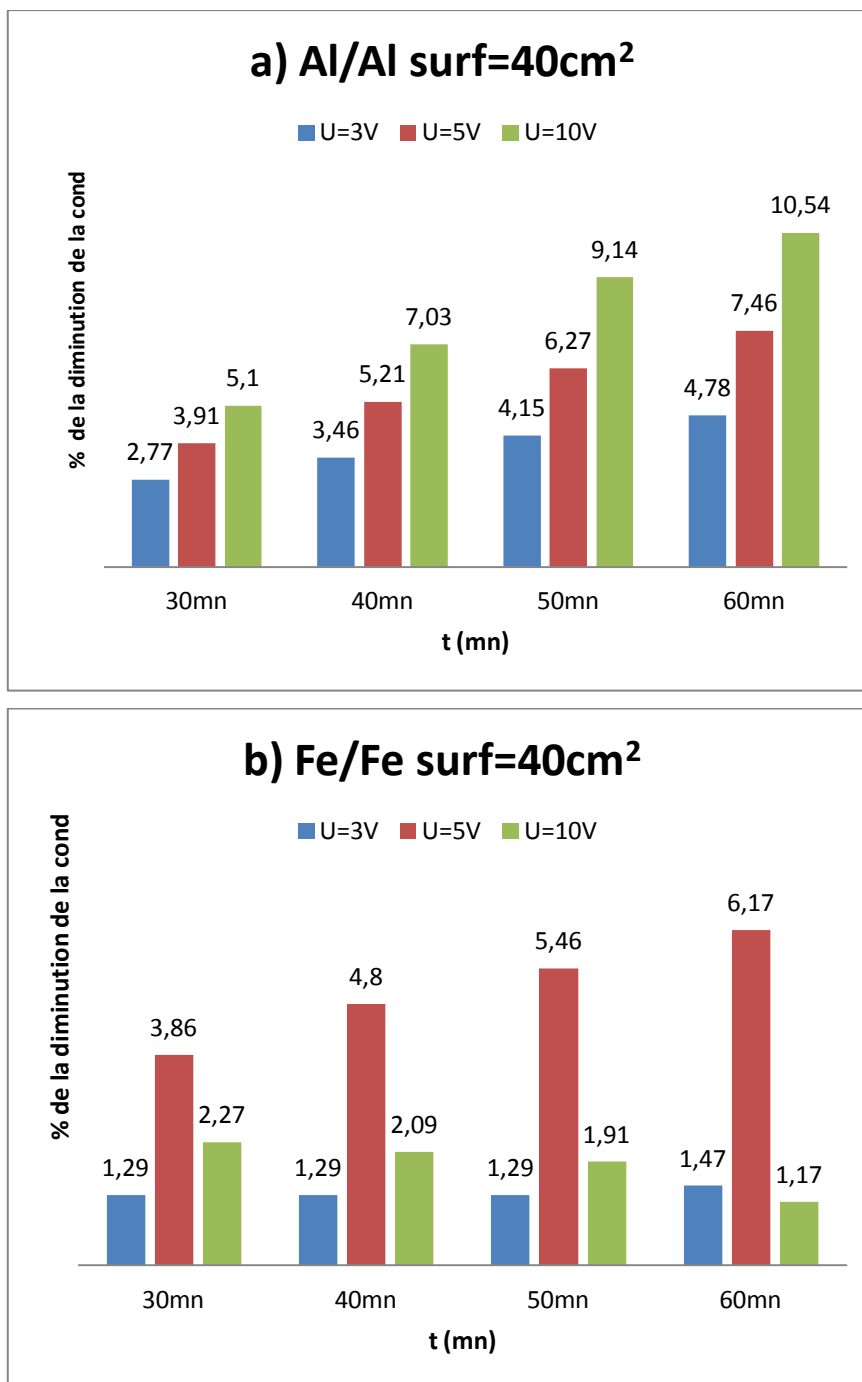 a) Al/Al surf=40cm²
U=3V U=5V U=10V
% de la diminution de la cond
2,77 3,91 5,1 3,46 5,21 7,03 4,15 6,27 9,14 4,78 7,46 10,54
30mn 40mn 50mn 60mn
t (mn)
b) Fe/Fe surf=40cm²
U=3V U=5V U=10V
% de la diminution de la cond
1,29 3,86 2,27 1,29 4,8 2,09 1,29 5,46 1,91 1,47 6,17 1,17
30mn 40mn 50mn 60mn
t (mn)